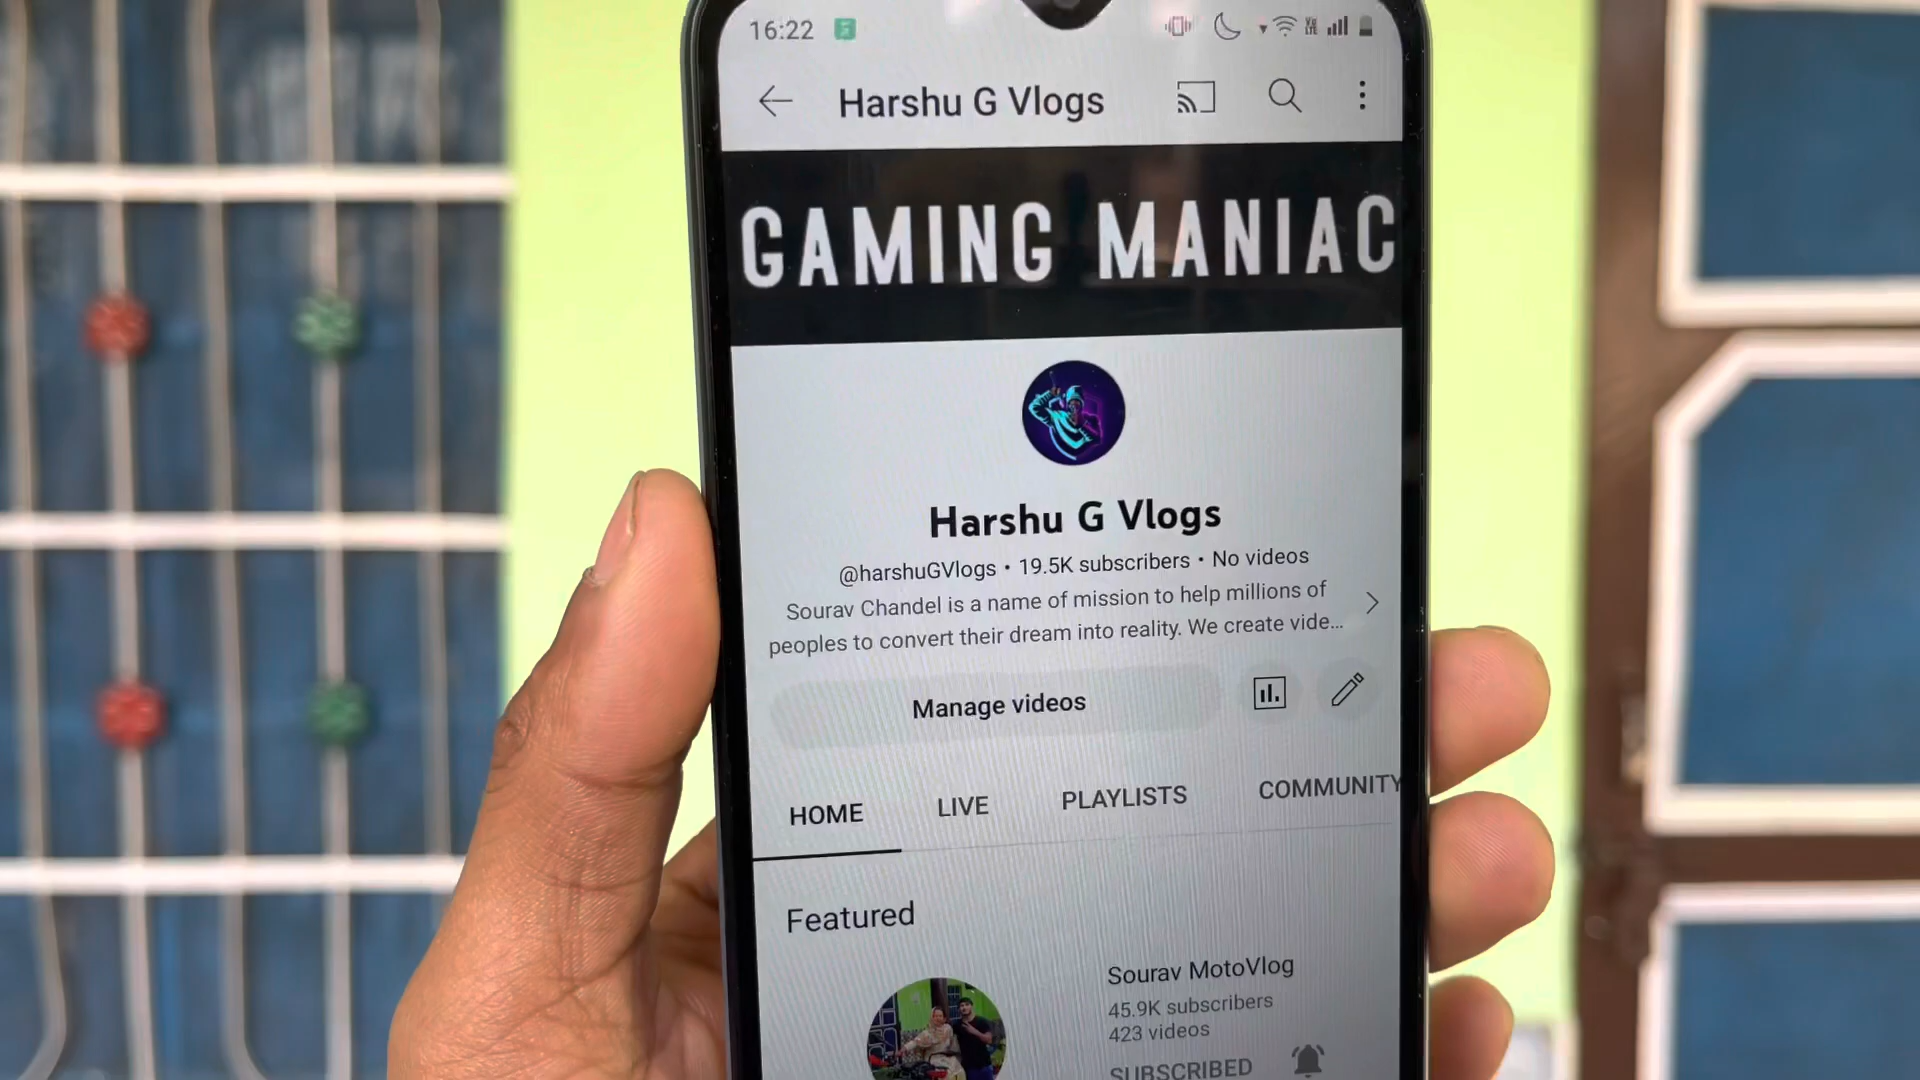 16:22
Harshu G Vlogs
GAMING MANIAC
Harshu G Vlogs
@harshuGVlogs • 19.5K subscribers • No videos
Sourav Chandel is a name of mission to help millions of
peoples to convert their dream into reality. We create vide...
Manage videos
HOME LIVE PLAYLISTS COMMUNITY
Featured
Sourav MotoVlog
45.9K subscribers
423 videos
SUBSCRIBED